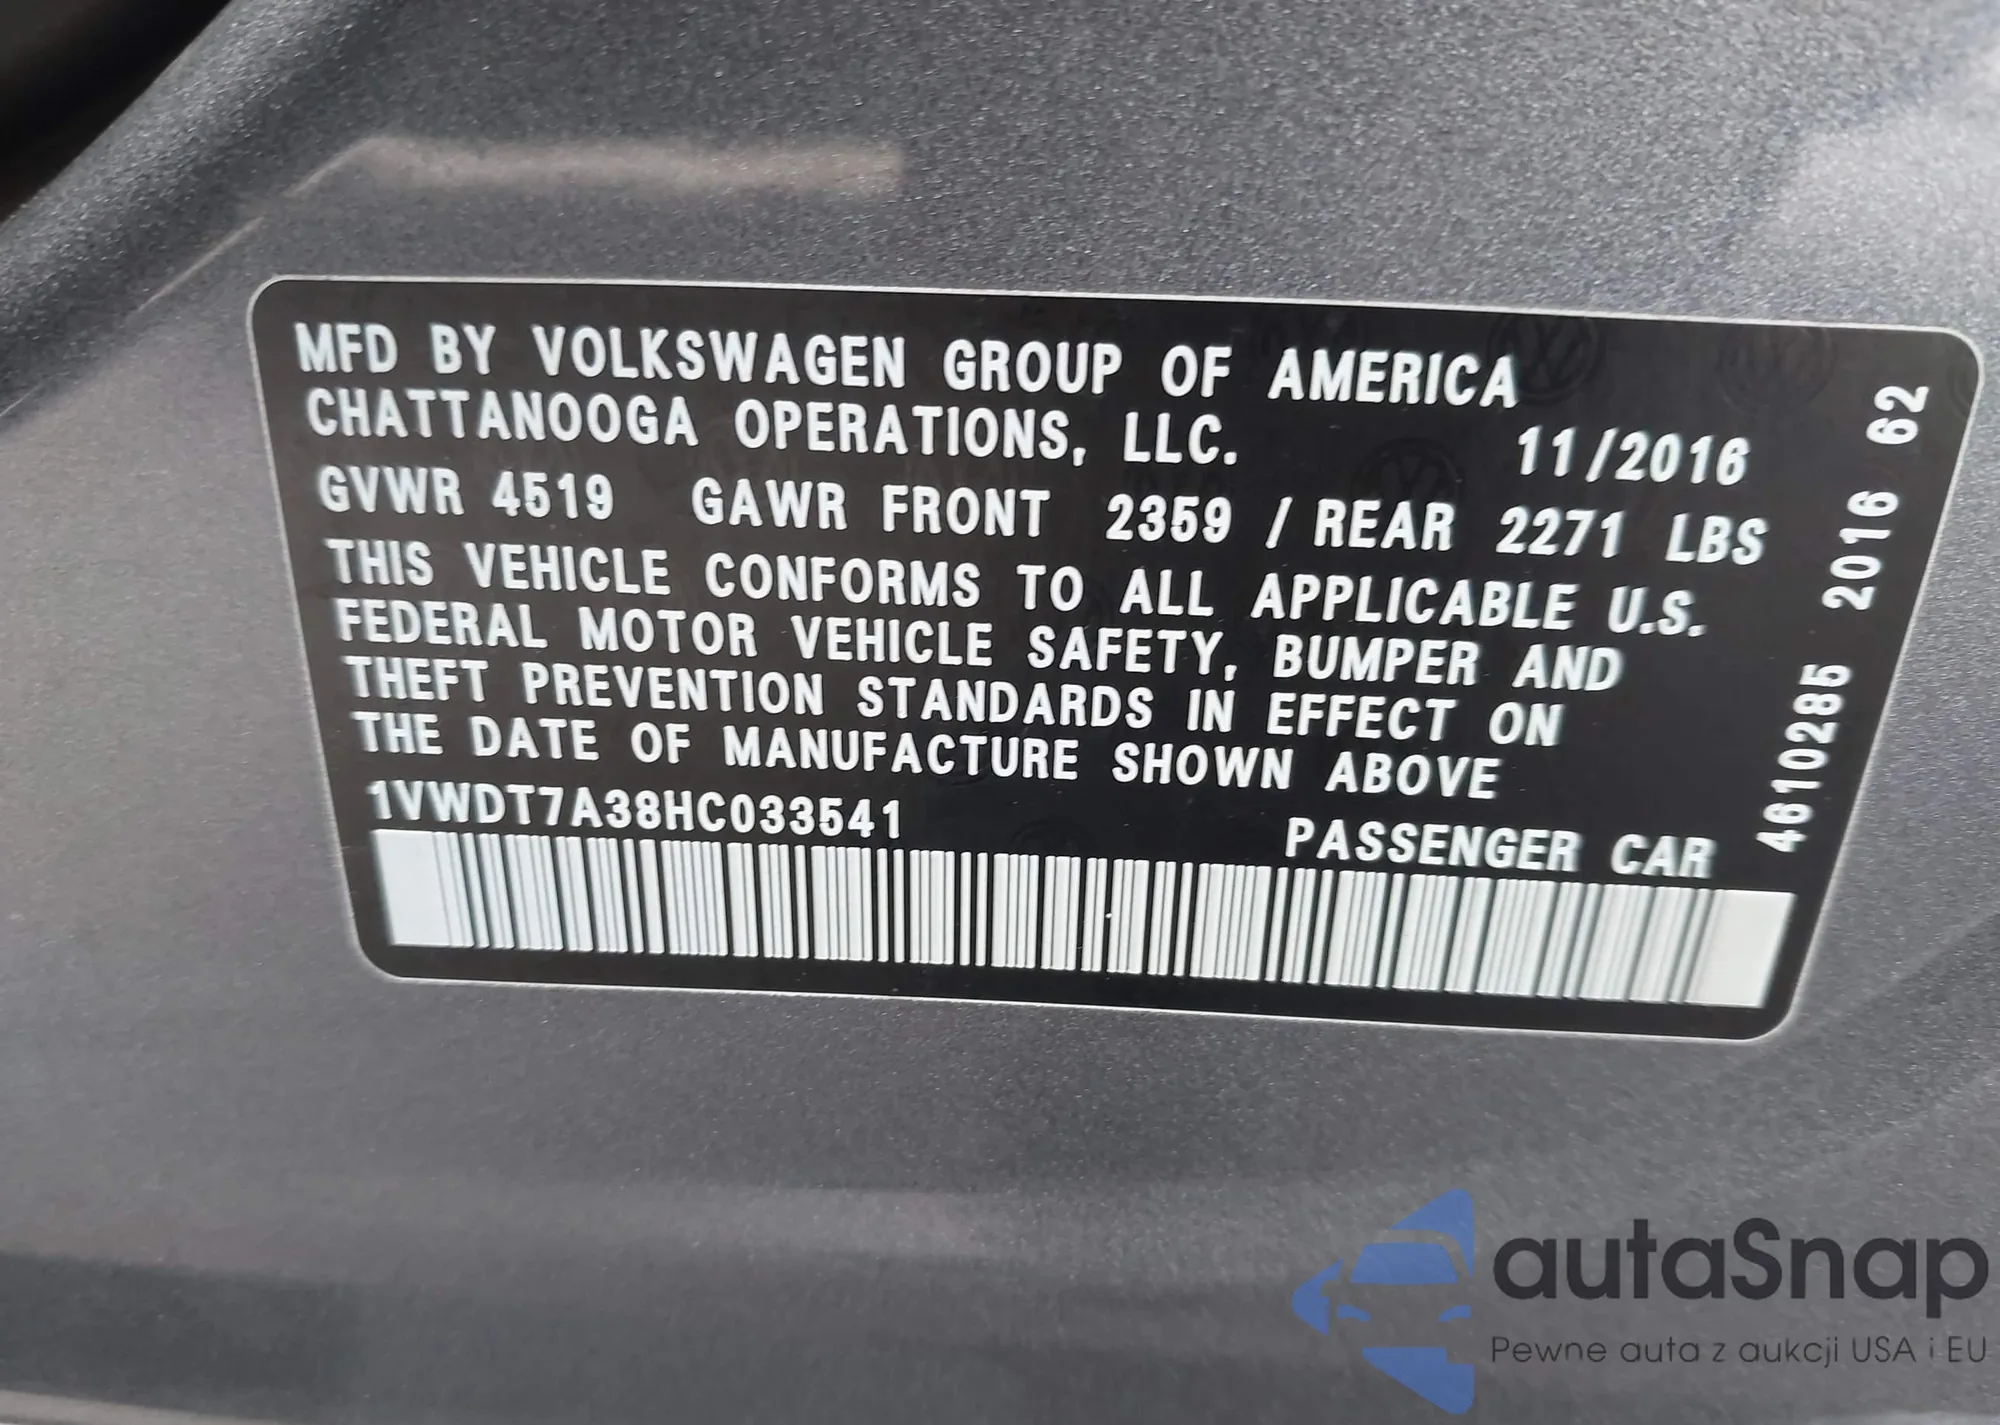 MFD BY VOLKSWAGEN GROUP OF AMERICA
CHATTANOOGA OPERATIONS, LLC. 11/2016
GVWR 4519 GAWR FRONT 2359 / REAR 2271 LBS
THIS VEHICLE CONFORMS TO ALL APPLICABLE U.S.
FEDERAL MOTOR VEHICLE SAFETY, BUMPER AND
THEFT PREVENTION STANDARDS IN EFFECT ON
THE DATE OF MANUFACTURE SHOWN ABOVE
1VWDT7A38HC033541 PASSENGER CAR
4610285 2016 62
autaSnap
Pewne auta z aukcji USA i EU